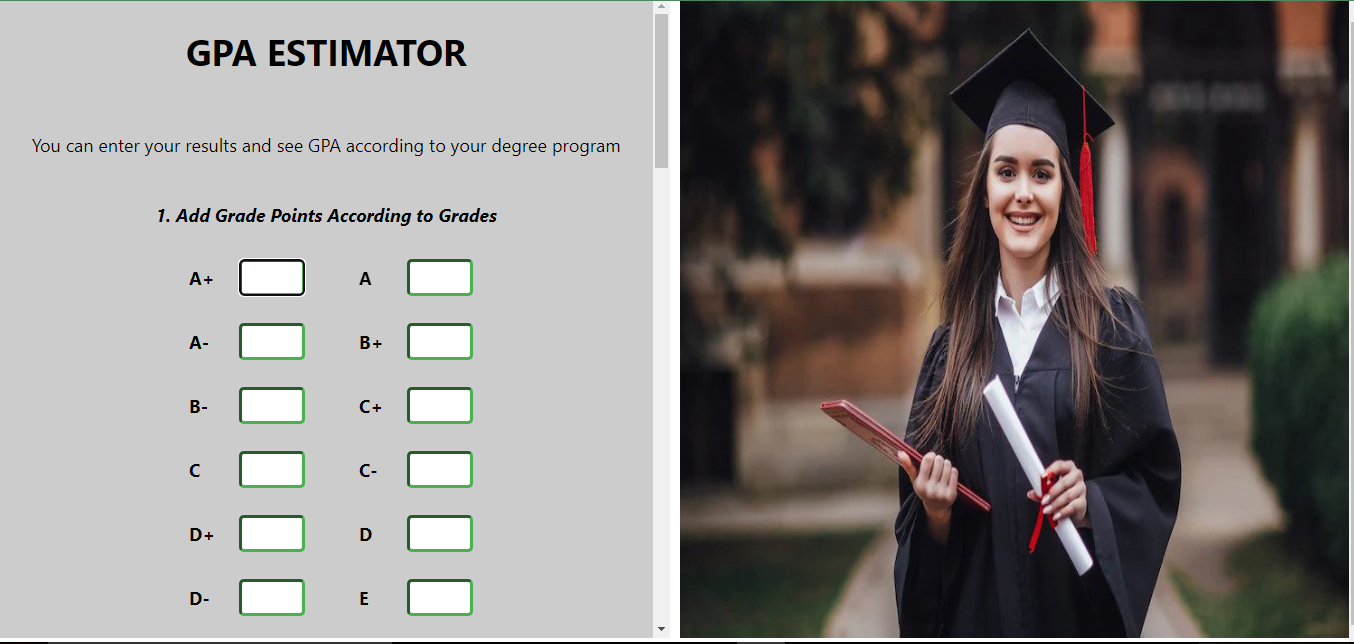 GPA ESTIMATOR
You can enter your results and see GPA according to your degree program
1. Add Grade Points According to Grades
A+ A
A- B+
B- C+
C C-
D+ D
D- E